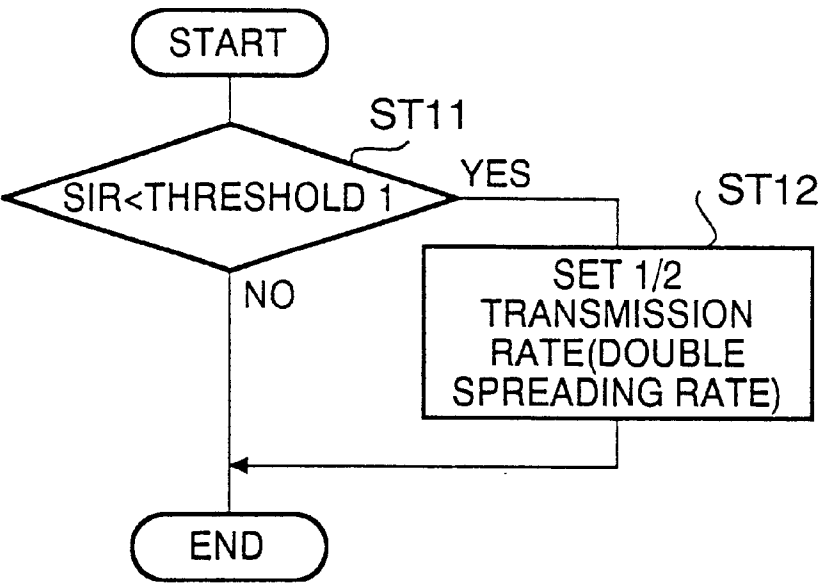 START
ST11
SIR<THRESHOLD 1
YES
ST12
NO
SET 1/2
TRANSMISSION
RATE(DOUBLE
SPREADING RATE)
END